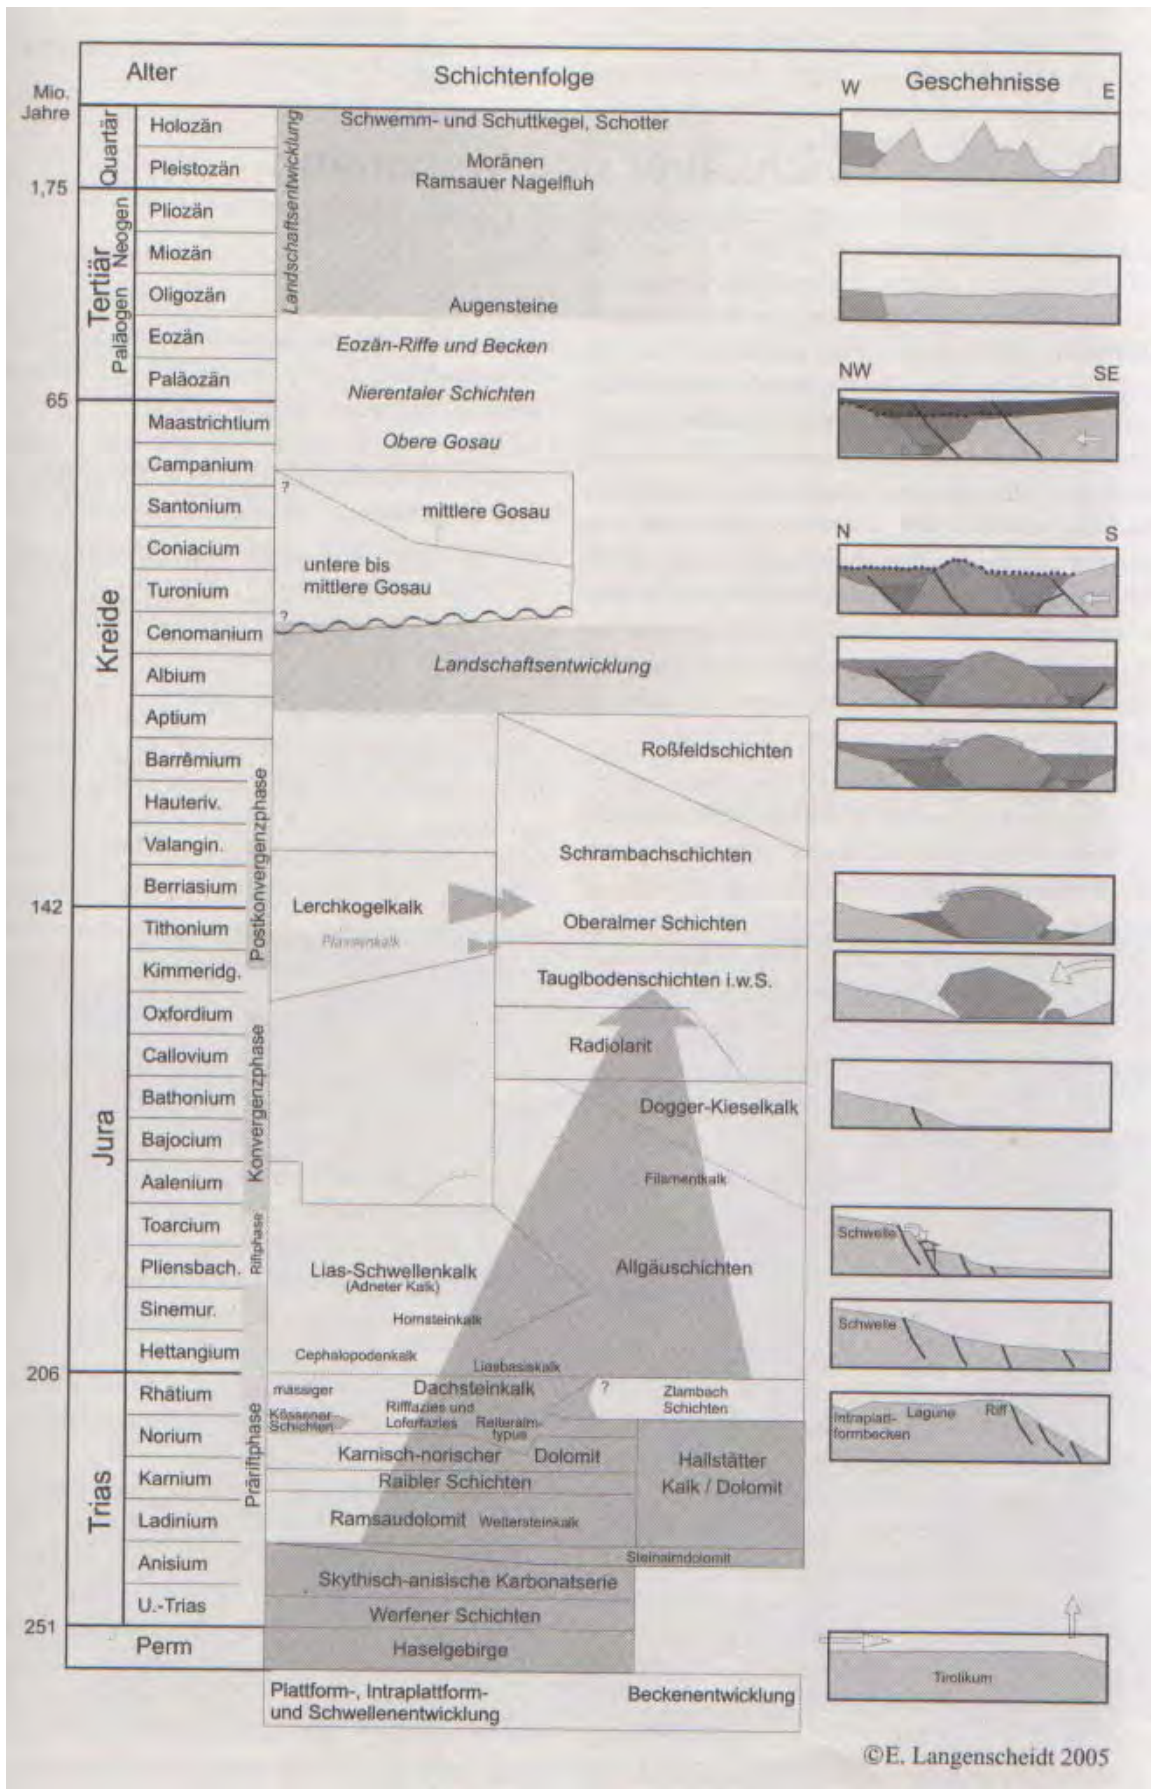 Mio.
Jahre
Alter
Schichtenfolge
Geschehnisse
W
E
Quartär
Holozän
Pleistozän
1,75
Tertiär
Neogen
Paläogen
Pliozän
Miozän
Oligozän
Eozän
Paläozän
65
Kreide
Maastrichtium
Campanium
Santonium
Coniacium
Turonium
Cenomanium
Albium
Aptium
Barrêmium
Hauteriv.
Valangin.
Berriasium
142
Jura
Tithonium
Kimmeridg.
Oxfordium
Callovium
Bathonium
Bajocium
Aalenium
Toarcium
Pliensbach.
Sinemur.
Hettangium
206
Trias
Rhätium
Norium
Karnium
Ladinium
Anisium
U.-Trias
251
Perm
Postkonvergenzphase
Konvergenzphase
Riftphase
Präriftphase
Landschaftsentwicklung
Schwemm- und Schuttkegel, Schotter
Moränen
Ramsauer Nagelfluh
Augensteine
Eozän-Riffe und Becken
Nierentaler Schichten
Obere Gosau
?
mittlere Gosau
untere bis
mittlere Gosau
?
Landschaftsentwicklung
Roßfeldschichten
Schrambachschichten
Lerchkogelkalk
Plassenkalk
Oberalmer Schichten
Tauglbodenschichten i.w.S.
Radiolarit
Dogger-Kieselkalk
Filamentkalk
Allgäuschichten
Lias-Schwellenkalk
(Adneter Kalk)
Hornsteinkalk
Cephalopodenkalk
Liasbasiskalk
massiger
Dachsteinkalk
?
Zlambach
Schichten
Kössener
Schichten
Rifffazies und
Loferfazies
Reiteralm-
typus
Karnisch-norischer Dolomit
Hallstätter
Kalk / Dolomit
Raibler Schichten
Ramsaudolomit Wettersteinkalk
Steinalmdolomit
Skythisch-anisische Karbonatserie
Werfener Schichten
Haselgebirge
Plattform-, Intraplattform-
und Schwellenentwicklung
Beckenentwicklung
NW
SE
N
S
Schwelle
Schwelle
Intraplatt-
formbecken
Lagune
Riff
Tirolikum
©E. Langenscheidt 2005